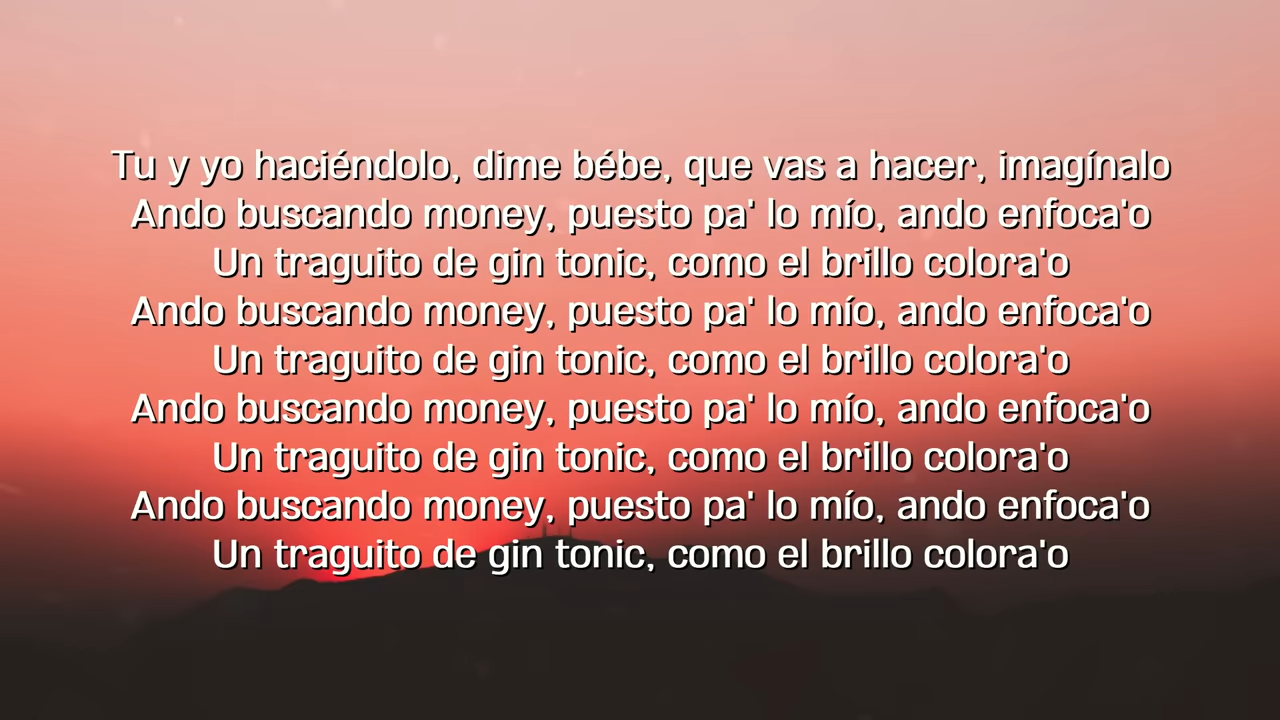 Tu y yo haciéndolo, dime bébe, que vas a hacer, imagínalo
Ando buscando money, puesto pa' lo mío, ando enfoca'o
Un traguito de gin tonic, como el brillo colora'o
Ando buscando money, puesto pa' lo mío, ando enfoca'o
Un traguito de gin tonic, como el brillo colora'o
Ando buscando money, puesto pa' lo mío, ando enfoca'o
Un traguito de gin tonic, como el brillo colora'o
Ando buscando money, puesto pa' lo mío, ando enfoca'o
Un traguito de gin tonic, como el brillo colora'o